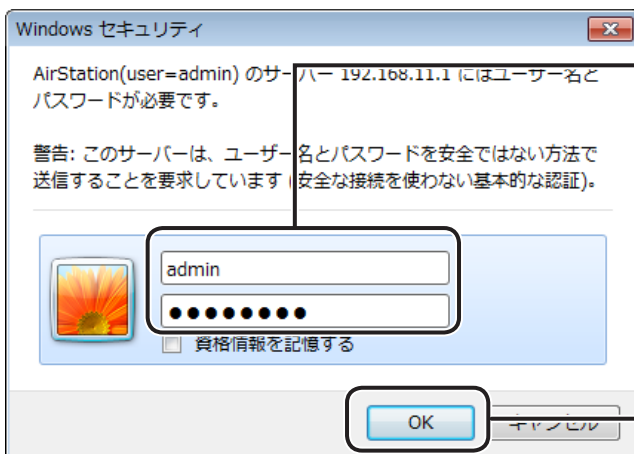 Windows セキュリティ
AirStation(user=admin) のサーバー 192.168.11.1 にはユーザー名と
パスワードが必要です。
警告: このサーバーは、ユーザー名とパスワードを安全ではない方法で
送信することを要求しています (安全な接続を使わない基本的な認証)。
admin
●●●●●●●●
資格情報を記憶する
OK キャンセル